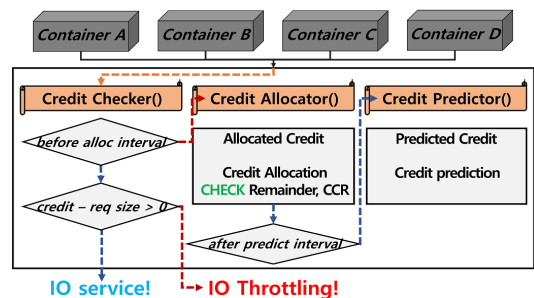 Container A
Container B
Container C
Container D
Credit Checker()
Credit Allocator()
Credit Predictor()
before alloc interval
credit – req size > 0
Allocated Credit
Credit Allocation
CHECK Remainder, CCR
after predict interval
Predicted Credit
Credit prediction
IO service!
IO Throttling!